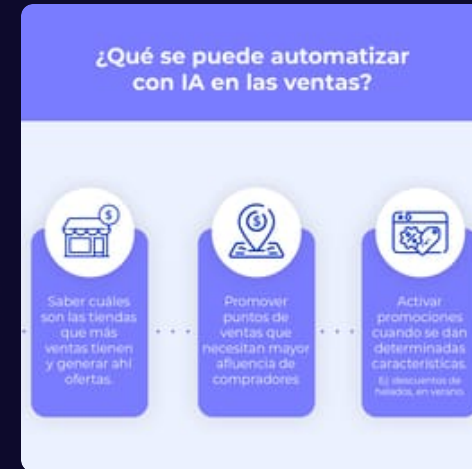 ¿Qué se puede automatizar
con IA en las ventas?
$
Saber cuáles
son las tiendas
que más
ventas tienen
y generar ahí
ofertas.
$
Promover
puntos de
ventas que
necesitan mayor
afluencia de
compradores
Activar
promociones
cuando se dan
determinadas
características.
Ej: descuentos de
helados, en verano.